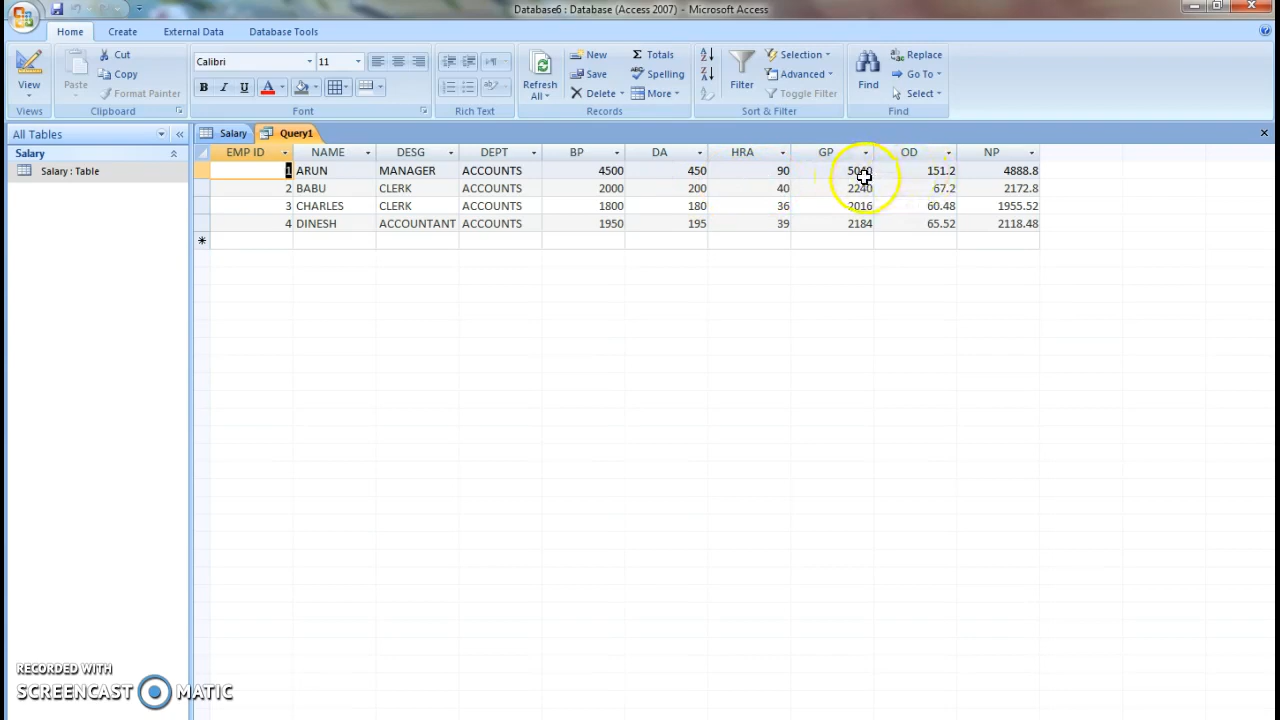 Database6 : Database (Access 2007) - Microsoft Access
Home Create External Data Database Tools
View
Views
Paste
Cut
Copy
Format Painter
Clipboard
Calibri 11
B I U A
Font
Rich Text
Refresh
All
New
Save
Delete
Totals
Spelling
More
Records
Filter
Selection
Advanced
Toggle Filter
Sort & Filter
Find
Replace
Go To
Select
Find
All Tables
Salary
Salary : Table
Salary Query1
EMP ID NAME DESG DEPT BP DA HRA GP OD NP
1 ARUN MANAGER ACCOUNTS 4500 450 90 5040 151.2 4888.8
2 BABU CLERK ACCOUNTS 2000 200 40 2240 67.2 2172.8
3 CHARLES CLERK ACCOUNTS 1800 180 36 2016 60.48 1955.52
4 DINESH ACCOUNTANT ACCOUNTS 1950 195 39 2184 65.52 2118.48
RECORDED WITH
SCREENCAST MATIC